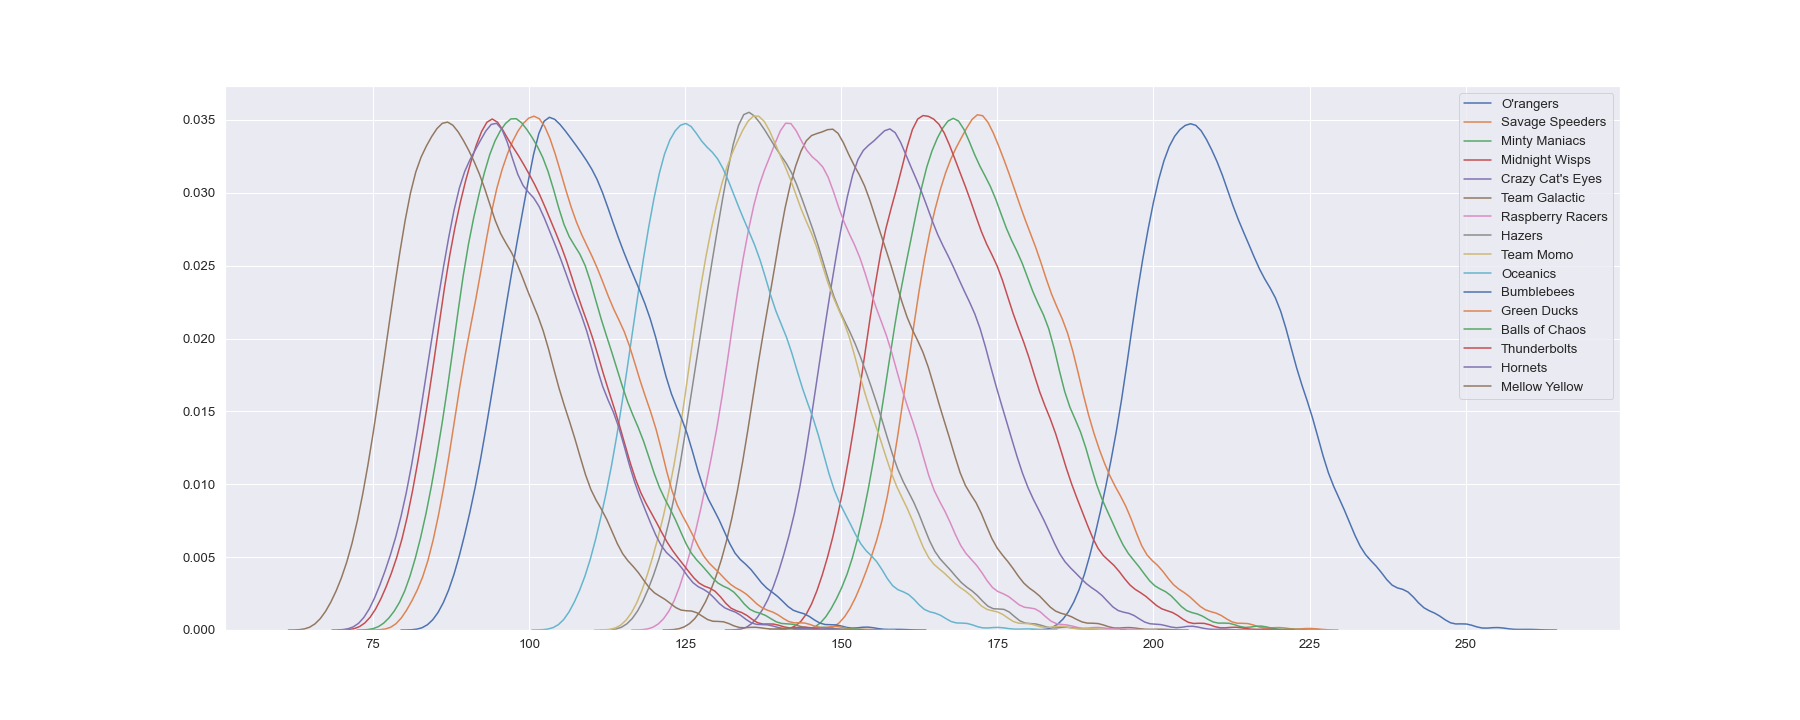 0.035
0.030
0.025
0.020
0.015
0.010
0.005
0.000
75 100 125 150 175 200 225 250
O'rangers
Savage Speeders
Minty Maniacs
Midnight Wisps
Crazy Cat's Eyes
Team Galactic
Raspberry Racers
Hazers
Team Momo
Oceanics
Bumblebees
Green Ducks
Balls of Chaos
Thunderbolts
Hornets
Mellow Yellow